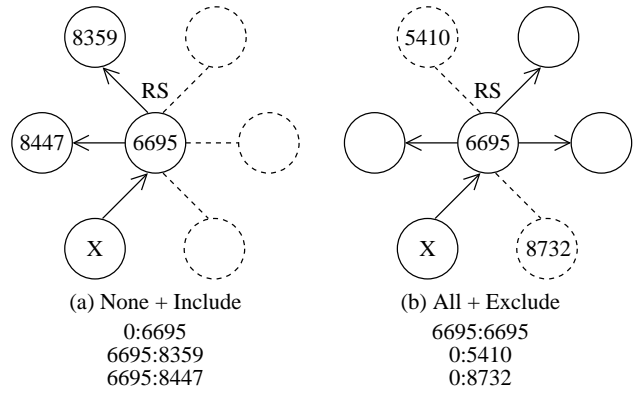 8359
RS
8447
6695
X
(a) None + Include
0:6695
6695:8359
6695:8447
5410
RS
6695
X
8732
(b) All + Exclude
6695:6695
0:5410
0:8732